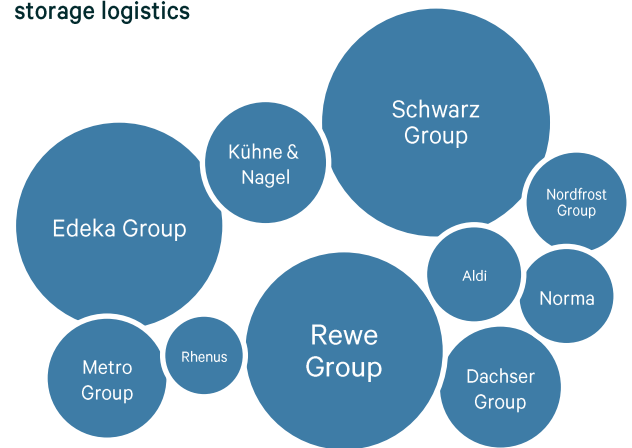 storage logistics
Schwarz
Group
Kühne &
Nagel
Nordfrost
Group
Edeka Group
Aldi
Norma
Rewe
Group
Rhenus
Metro
Group
Dachser
Group